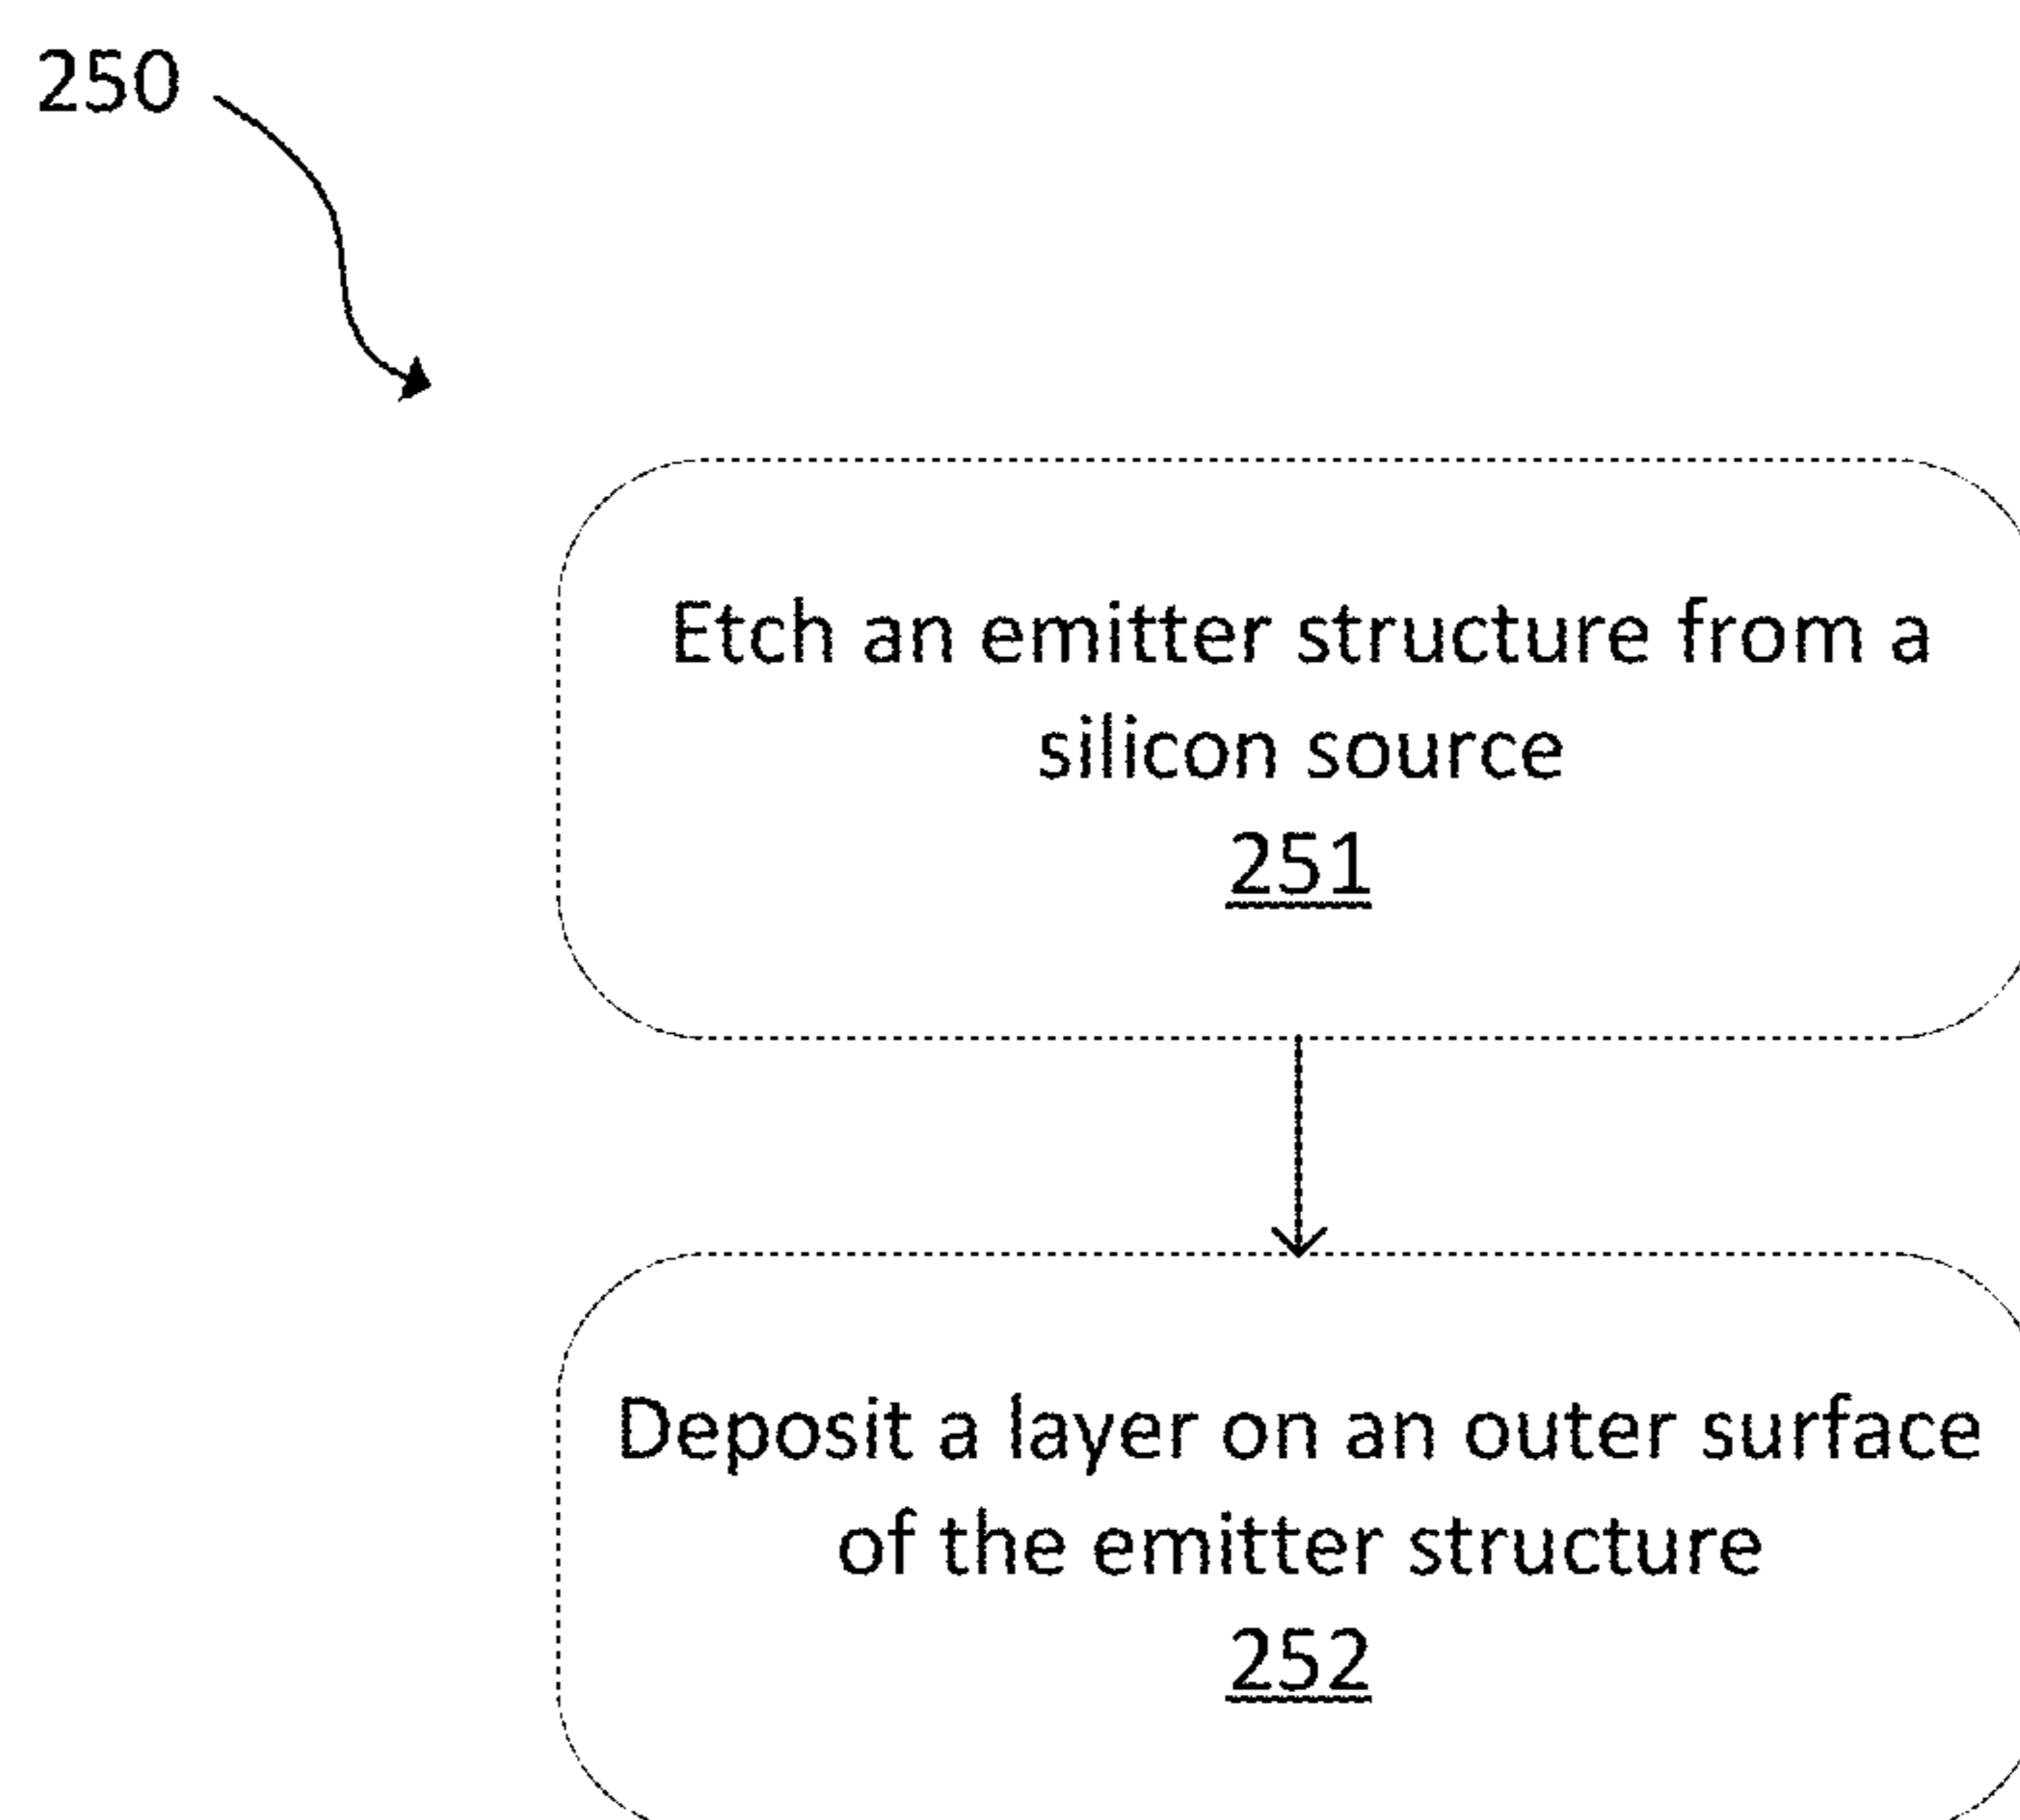 250
Etch an emitter structure from a
silicon source
251
Deposit a layer on an outer surface
of the emitter structure
252